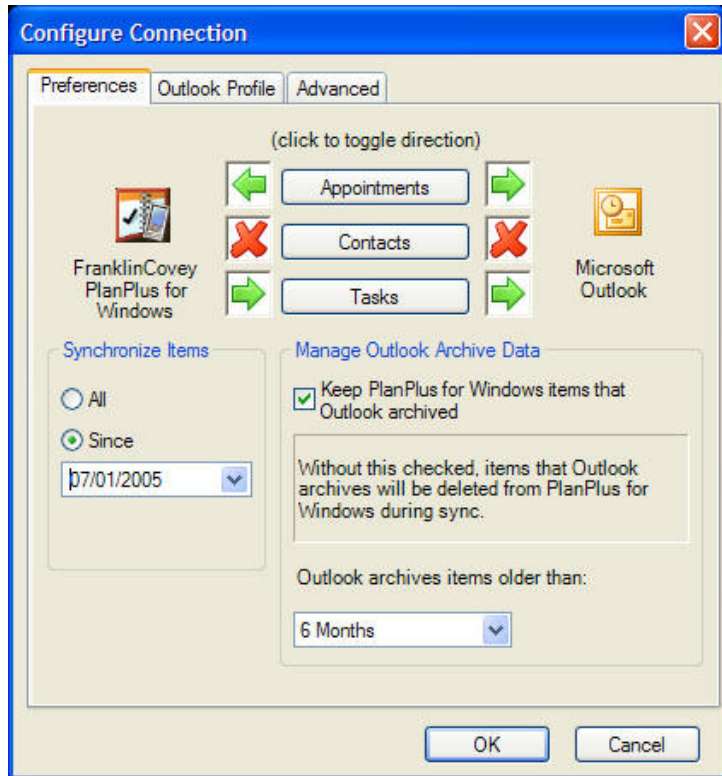 Configure Connection
Preferences
Outlook Profile
Advanced
(click to toggle direction)
Appointments
Contacts
Tasks
FranklinCovey
PlanPlus for
Windows
Microsoft
Outlook
Synchronize Items
All
Since
07/01/2005
Manage Outlook Archive Data
Keep PlanPlus for Windows items that
Outlook archived
Without this checked, items that Outlook
archives will be deleted from PlanPlus for
Windows during sync.
Outlook archives items older than:
6 Months
OK
Cancel